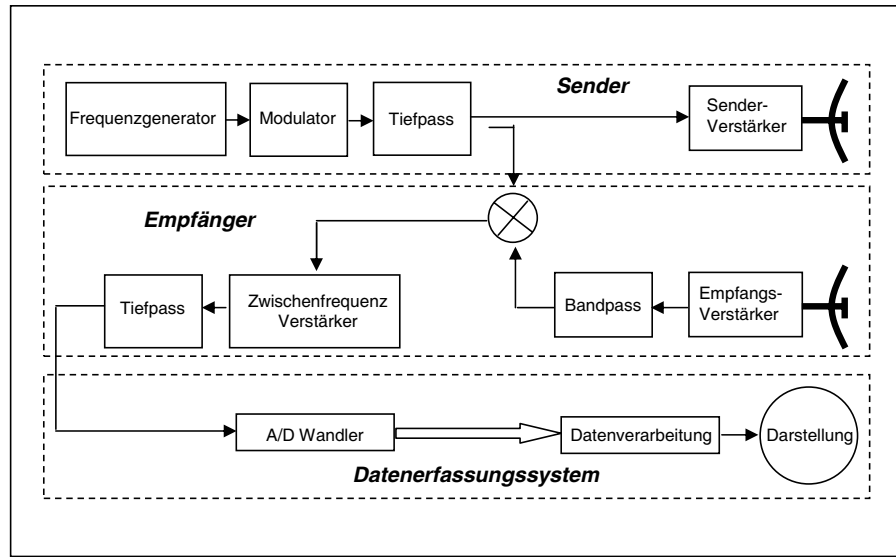 Sender
Frequenzgenerator
Modulator
Tiefpass
Sender-
Verstärker
Empfänger
Tiefpass
Zwischenfrequenz
Verstärker
Bandpass
Empfangs-
Verstärker
A/D Wandler
Datenverarbeitung
Darstellung
Datenerfassungssystem